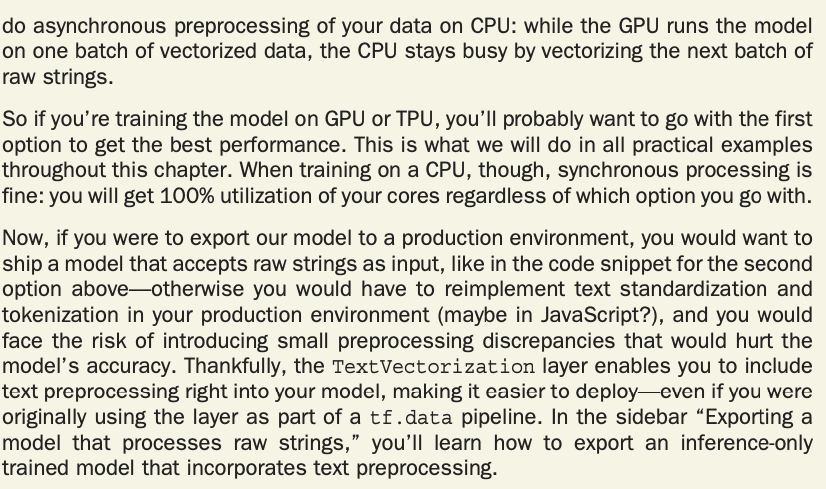 do asynchronous preprocessing of your data on CPU: while the GPU runs the model
on one batch of vectorized data, the CPU stays busy by vectorizing the next batch of
raw strings.
So if you’re training the model on GPU or TPU, you’ll probably want to go with the first
option to get the best performance. This is what we will do in all practical examples
throughout this chapter. When training on a CPU, though, synchronous processing is
fine: you will get 100% utilization of your cores regardless of which option you go with.
Now, if you were to export our model to a production environment, you would want to
ship a model that accepts raw strings as input, like in the code snippet for the second
option above—otherwise you would have to reimplement text standardization and
tokenization in your production environment (maybe in JavaScript?), and you would
face the risk of introducing small preprocessing discrepancies that would hurt the
model’s accuracy. Thankfully, the TextVectorization layer enables you to include
text preprocessing right into your model, making it easier to deploy—even if you were
originally using the layer as part of a tf.data pipeline. In the sidebar “Exporting a
model that processes raw strings,” you’ll learn how to export an inference-only
trained model that incorporates text preprocessing.